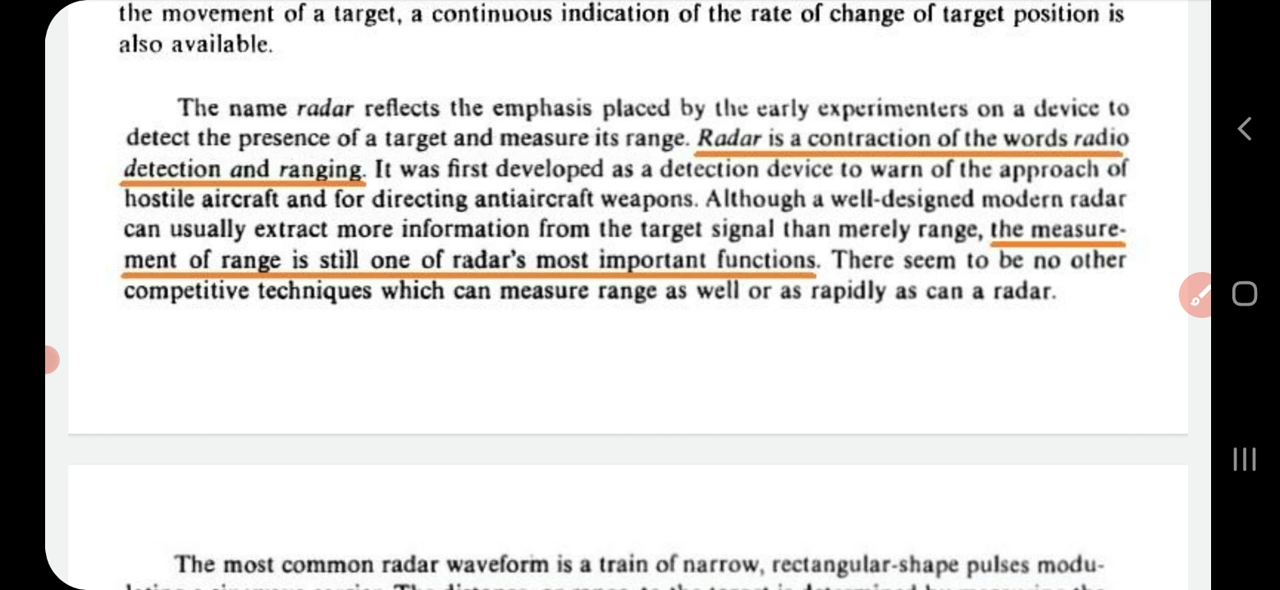 the movement of a target, a continuous indication of the rate of change of target position is
also available.
The name radar reflects the emphasis placed by the early experimenters on a device to
detect the presence of a target and measure its range. Radar is a contraction of the words radio
detection and ranging. It was first developed as a detection device to warn of the approach of
hostile aircraft and for directing antiaircraft weapons. Although a well-designed modern radar
can usually extract more information from the target signal than merely range, the measure-
ment of range is still one of radar's most important functions. There seem to be no other
competitive techniques which can measure range as well or as rapidly as can a radar.
The most common radar waveform is a train of narrow, rectangular-shape pulses modu-